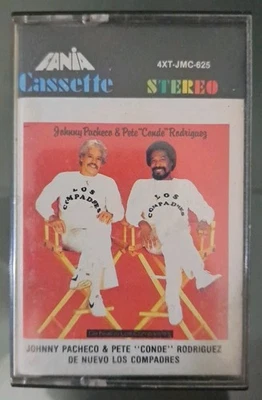 FANIA
4XT-JMC-625
Cassette
STEREO
Johnny Pacheco & Pete "Conde" Rodriguez
LOS
COMPADRES
LOS
COMPADRES
JOHNNY PACHECO & PETE "CONDE" RODRIGUEZ
DE NUEVO LOS COMPADRES